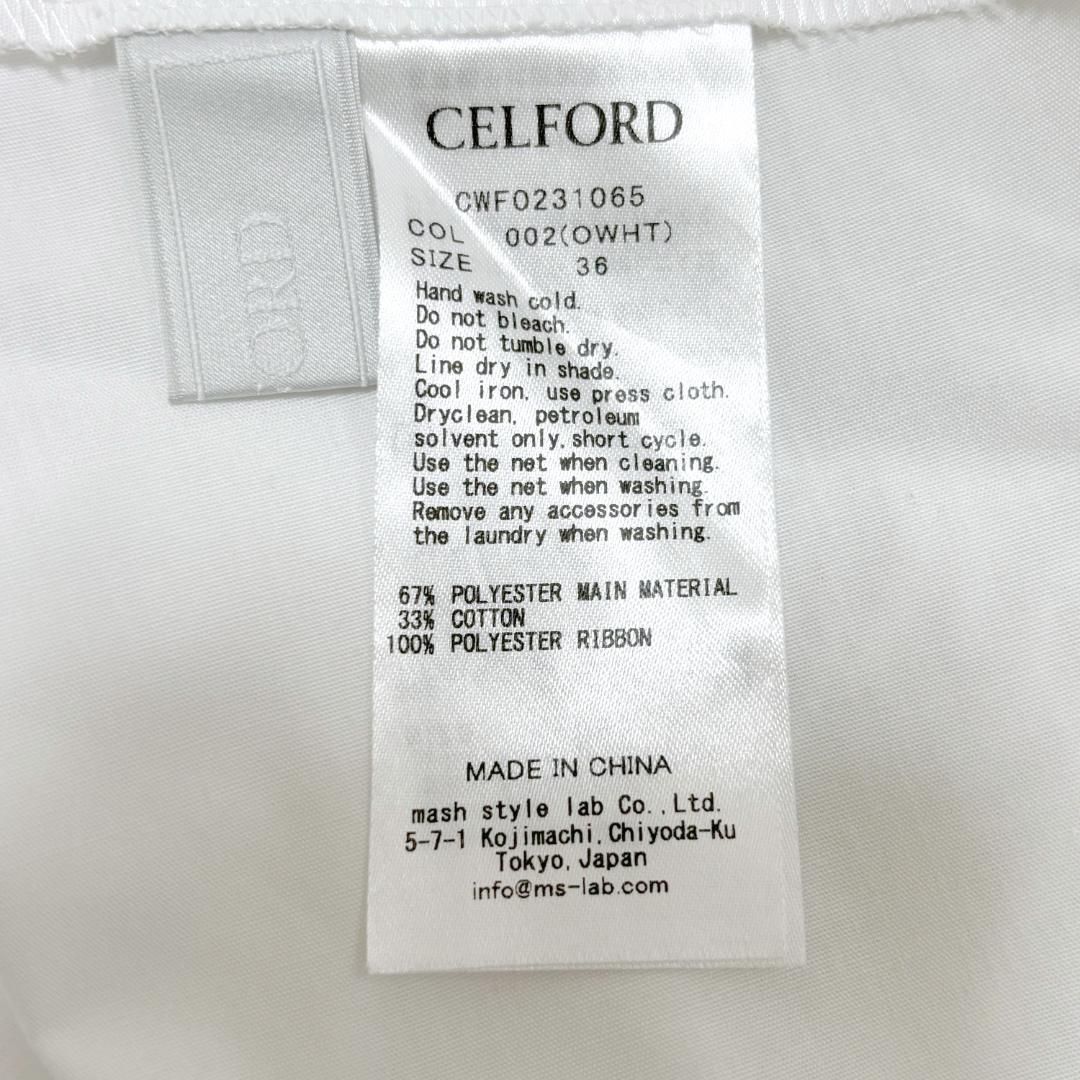 CELFORD
CWFO231065
COL 002(OWHT)
SIZE 36
Hand wash cold.
Do not bleach.
Do not tumble dry.
Line dry in shade.
Cool iron, use press cloth.
Dryclean, petroleum
solvent only, short cycle.
Use the net when cleaning.
Use the net when washing.
Remove any accessories from
the laundry when washing.
67% POLYESTER MAIN MATERIAL
33% COTTON
100% POLYESTER RIBBON
MADE IN CHINA
mash style lab Co., Ltd.
5-7-1 Kojimachi, Chiyoda-Ku
Tokyo, Japan
info@ms-lab.com